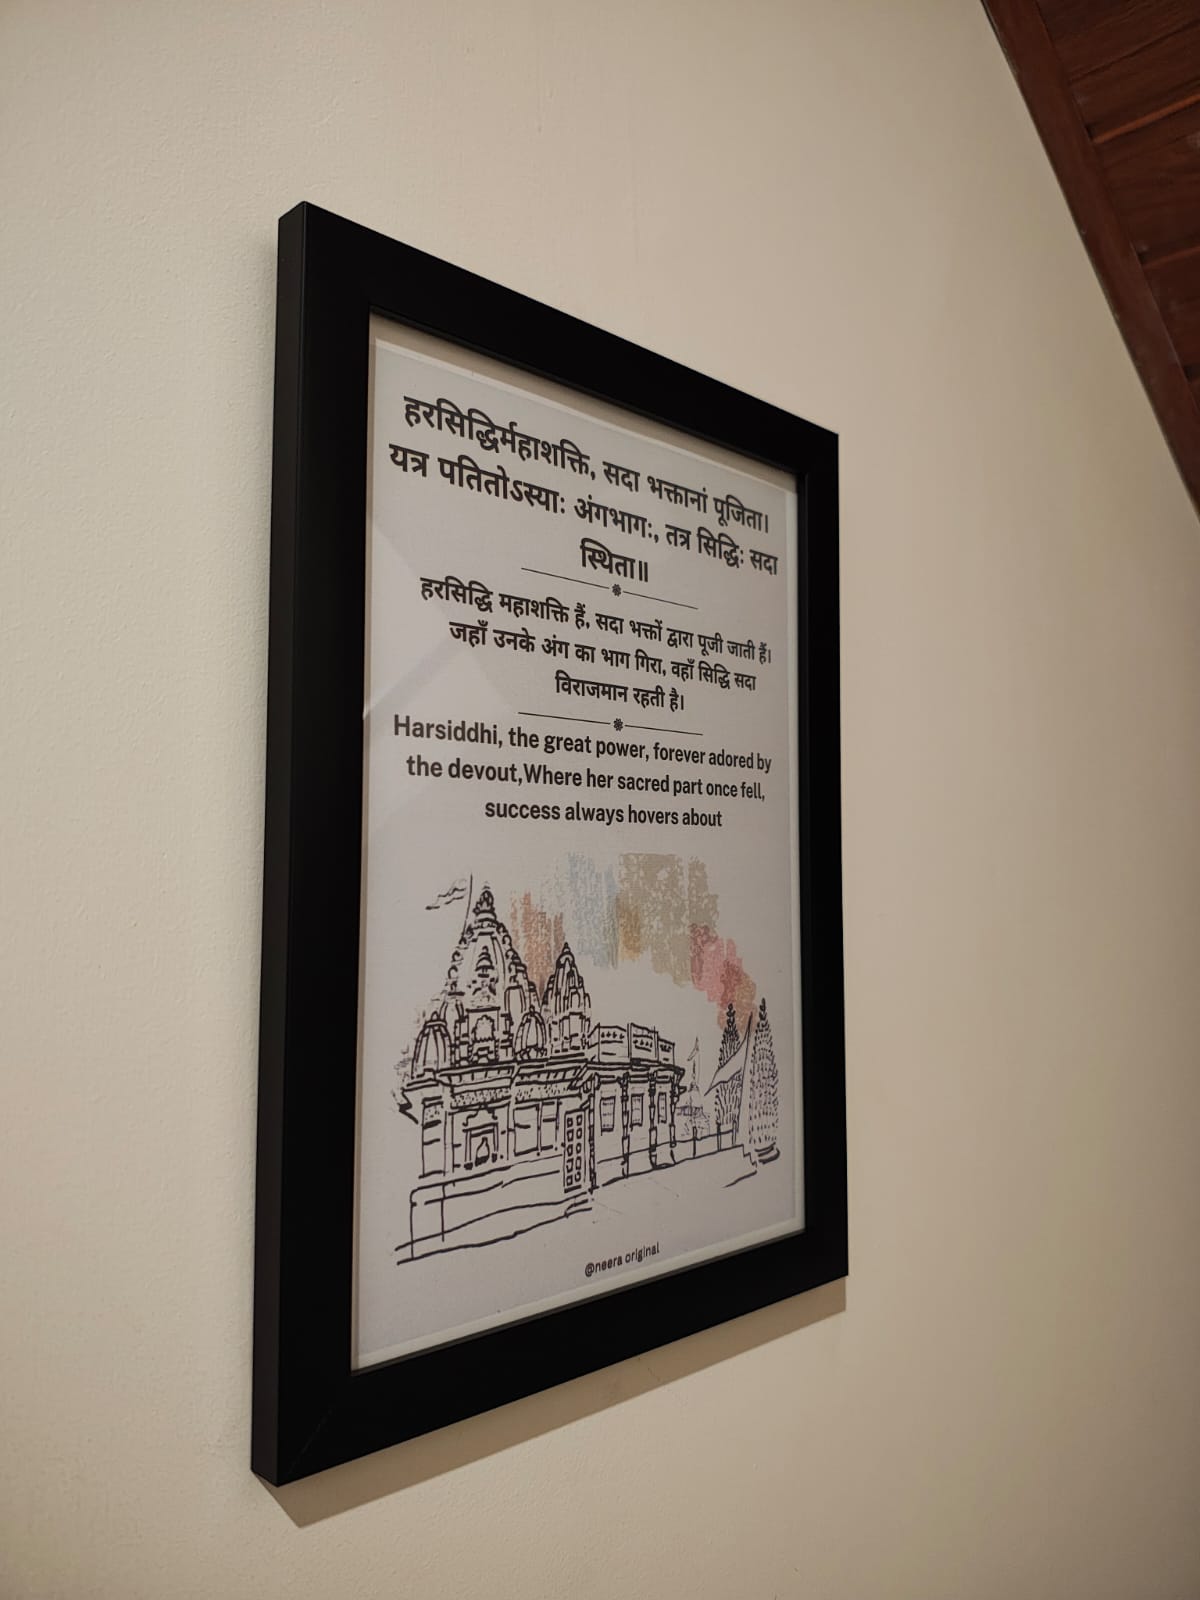 हरसिद्धिर्महाशक्ति, सदा भक्तानां पूजिता।
यत्र पतितोऽस्याः अंगभागः, तत्र सिद्धिः सदा
स्थिता॥
हरसिद्धि महाशक्ति हैं, सदा भक्तों द्वारा पूजी जाती हैं।
जहाँ उनके अंग का भाग गिरा, वहाँ सिद्धि सदा
विराजमान रहती है।
Harsiddhi, the great power, forever adored by
the devout,Where her sacred part once fell,
success always hovers about
@neera original